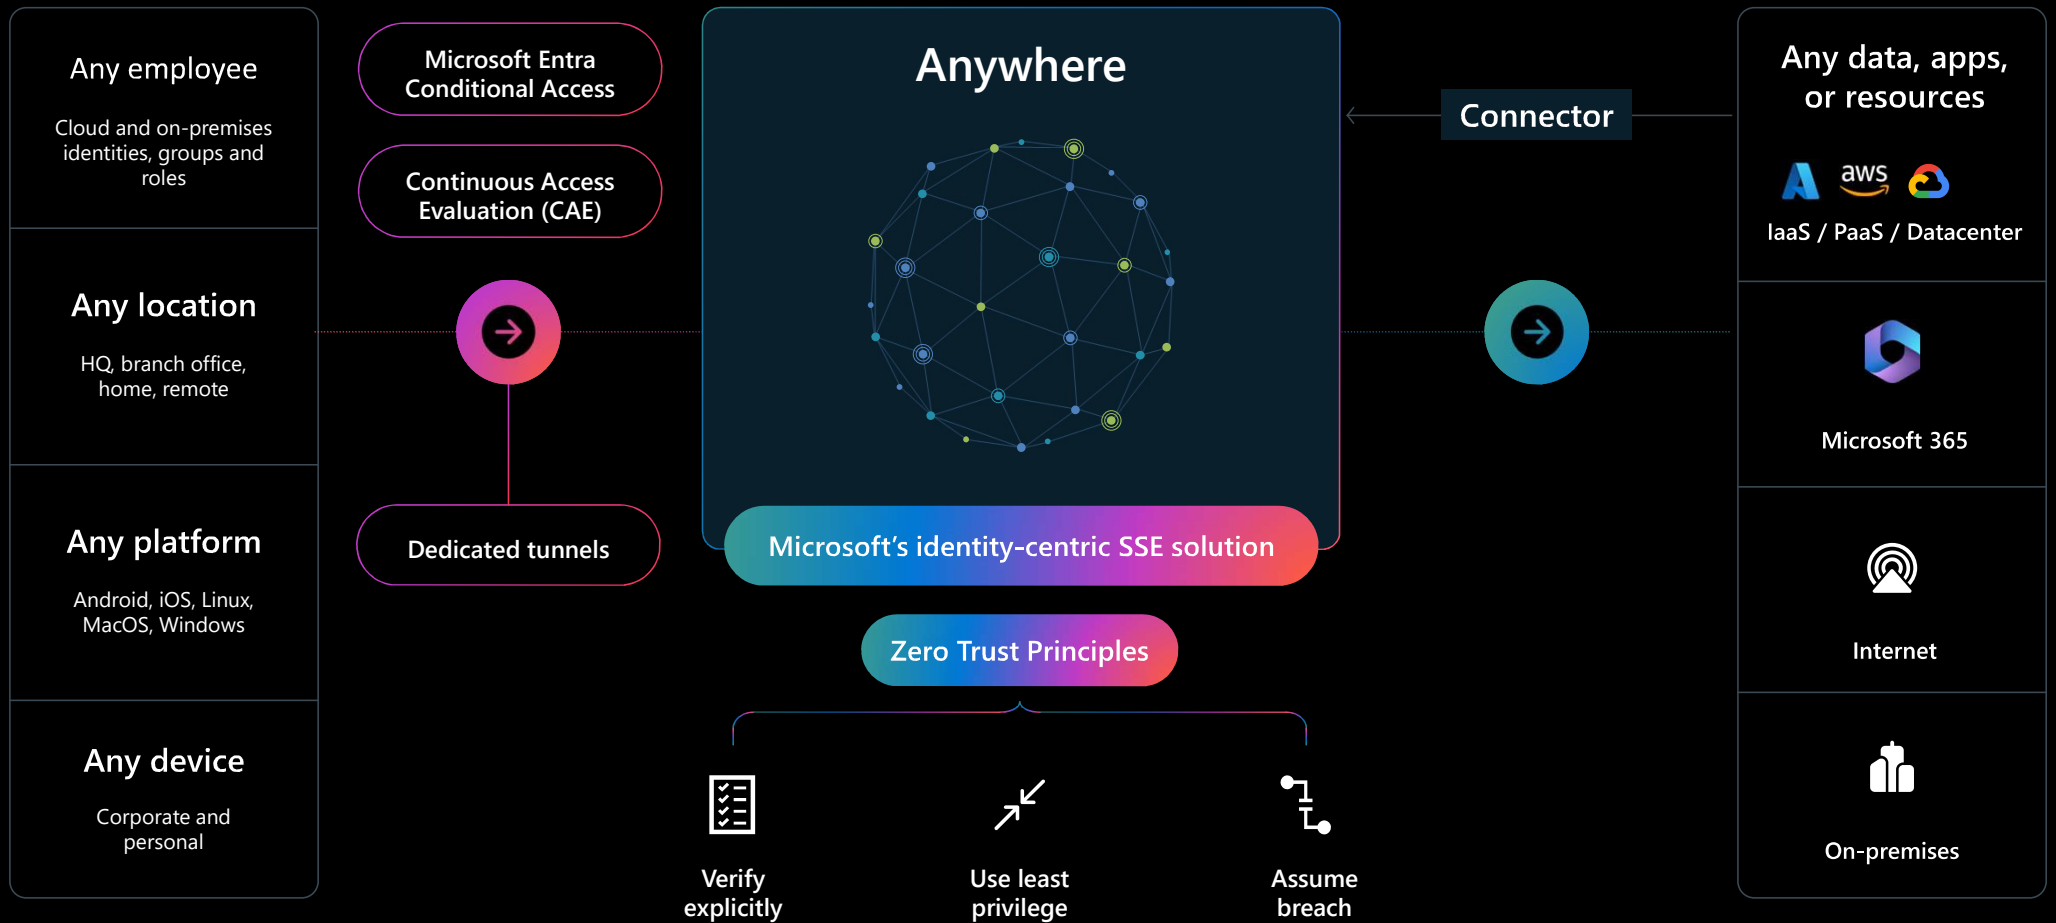 Any employee
Cloud and on-premises
identities, groups and
roles
Any location
HQ, branch office,
home, remote
Any platform
Android, iOS, Linux,
MacOS, Windows
Any device
Corporate and
personal
Microsoft Entra
Conditional Access
Continuous Access
Evaluation (CAE)
Dedicated tunnels
Anywhere
Microsoft’s identity-centric SSE solution
Zero Trust Principles
Verify
explicitly
Use least
privilege
Assume
breach
Connector
Any data, apps,
or resources
aws
IaaS / PaaS / Datacenter
Microsoft 365
Internet
On-premises